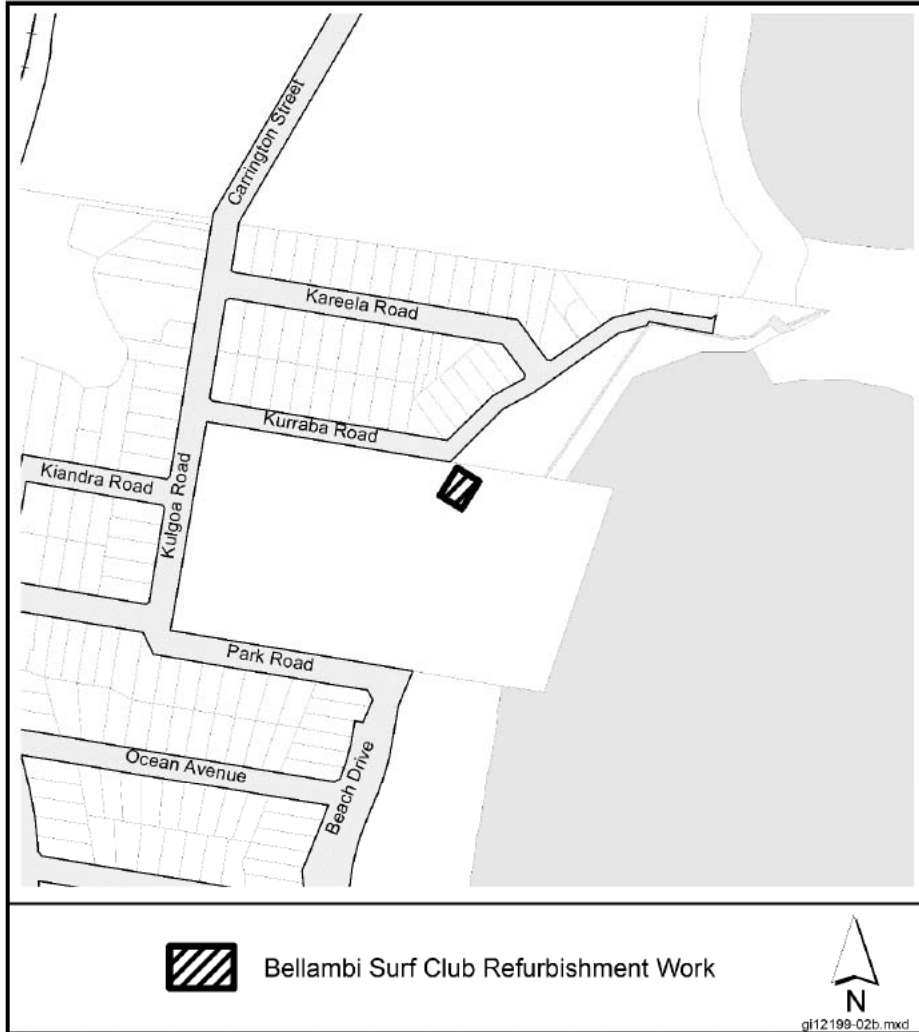 Carrington Street
Kareela Road
Kurraba Road
Kiandra Road
Kulgoa Road
Park Road
Ocean Avenue
Beach Drive
Bellambi Surf Club Refurbishment Work
N
gi12199-02b.mxd